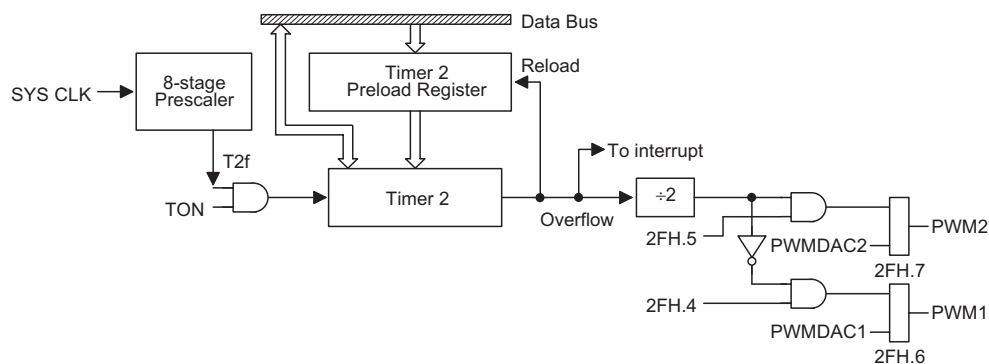 Data Bus
SYS CLK
8-stage
Prescaler
Timer 2
Preload Register
Reload
T2f
TON
Timer 2
To interrupt
Overflow
÷2
2FH.5
PWMDAC2
PWM2
2FH.7
2FH.4
PWMDAC1
PWM1
2FH.6